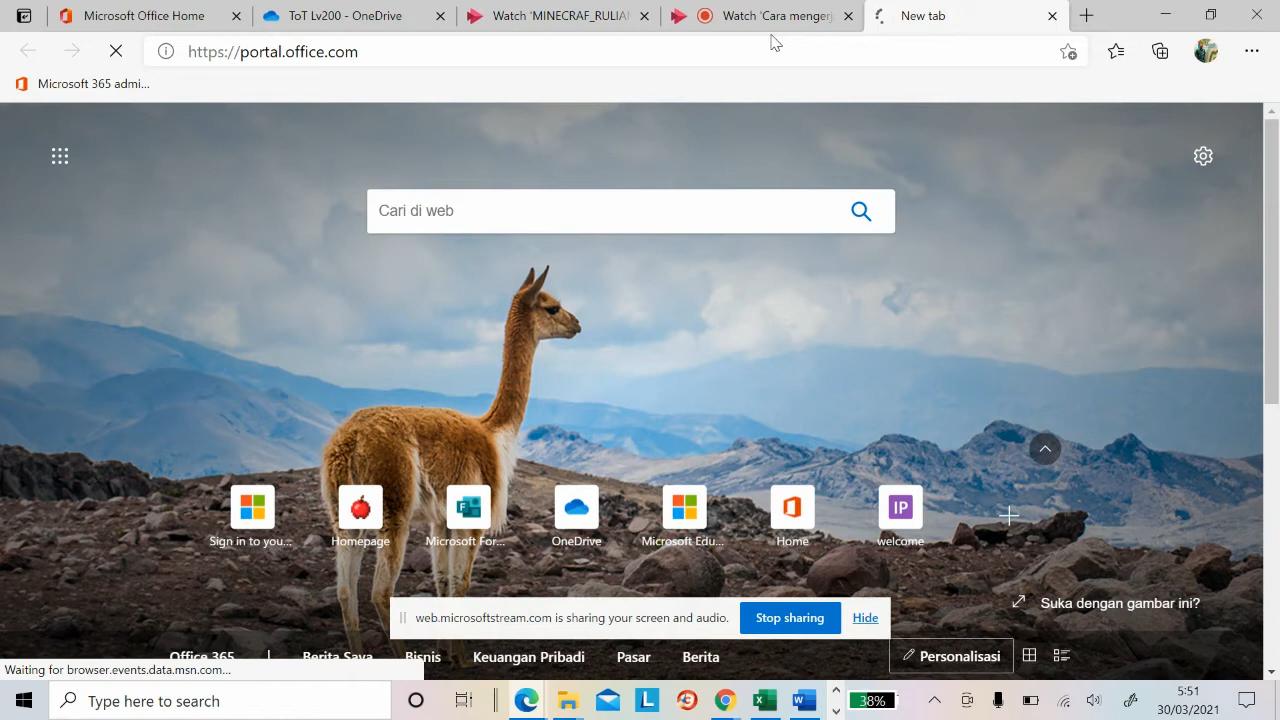 Microsoft Office Home
ToT Lv200 - OneDrive
Watch 'MINECRAF_RULIAN
Watch 'Cara mengerj
New tab
https://portal.office.com
Microsoft 365 admi...
Cari di web
Sign in to you...
Homepage
Microsoft For...
OneDrive
Microsoft Edu...
Home
IP
welcome
Suka dengan gambar ini?
web.microsoftstream.com is sharing your screen and audio.
Stop sharing
Hide
Office 365
Berita Saya
Bisnis
Keuangan Pribadi
Pasar
Berita
Personalisasi
Waiting for browser.events.data.msn.com...
Type here to search
38%
5:51
30/03/2021